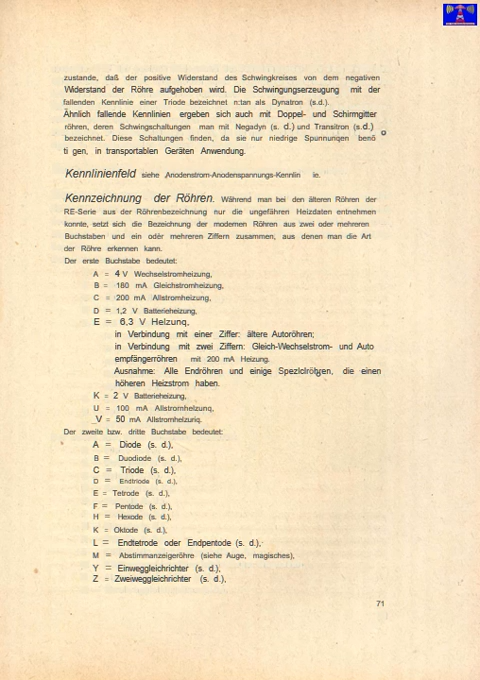 zustande, daß der positive Widerstand des Schwingkreises von dem negativen
Widerstand der Röhre aufgehoben wird. Die Schwingungserzeugung mit der
fallenden Kennlinie einer Triode bezeichnet n:tan als Dynatron (s.d.).
Ähnlich fallende Kennlinien ergeben sich auch mit Doppel- und Schirmgitter
röhren, deren Schwingschaltungen man mit Negadyn (s. d.) und Transitron (s.d.)
bezeichnet. Diese Schaltungen finden, da sie nur niedrige Spunnunqen benö
ti gen, in transportablen Geräten Anwendung.
Kennlinienfeld siehe ,Anodenstrom-Anodenspannungs-Kennlin ie.
Kennzeichnung der Röhren. Während man bei den älteren Röhren der
RE-Serie aus der Röhrenbezeichnung nur die ungefähren Heizdaten entnehmen
konnte, setzt sich die Bezeichnung der modernen Röhren aus zwei oder mehreren
Buchstaben und ein odér mehreren Ziffern zusammen, aus denen man die Art
der Röhre erkennen kann.
Der erste Buchstabe bedeutet:
A = 4 V Wechselstromheizung,
B = 180 mA Gleichstromheizung,
C = 200 mA Allstromheizung,
D = 1,2 V Batterieheizung,
E = 6,3 V Helzunq,
in Verbindung mit einer Ziffer: ältere Autoröhren;
in Verbindung mit zwei Ziffern: Gleich-Wechselstrom- und Auto
empfängerröhren mit 200 mA Heizung.
Ausnahme: Alle Endröhren und einige Spezlclröhren, die einen
höheren Heizstrom haben.
K = 2 V Batterieheizung,
U = 100 mA Allstromhelzunq,
_V = 50 mA Allstromhelzuriq.
Der zweite bzw. dritte Buchstabe bedeutet:
A = Diode (s. d.),
B = Duodiode (s. d.),
C = Triode (s. d.),
D = Endtriode (s. d.),
E = Tetrode (s. d.),
F = Pentode (s. d.),
H = Hexode (s. d.),
K = Oktode (s. d.),
L = Endtetrode oder Endpentode (s. d.),·
M = Abstimmanzeigeröhre (siehe Auge, magisches),
Y = Einweggleichrichter (s. d.),
Z = Zweiweggleichrichter (s. d.),
71